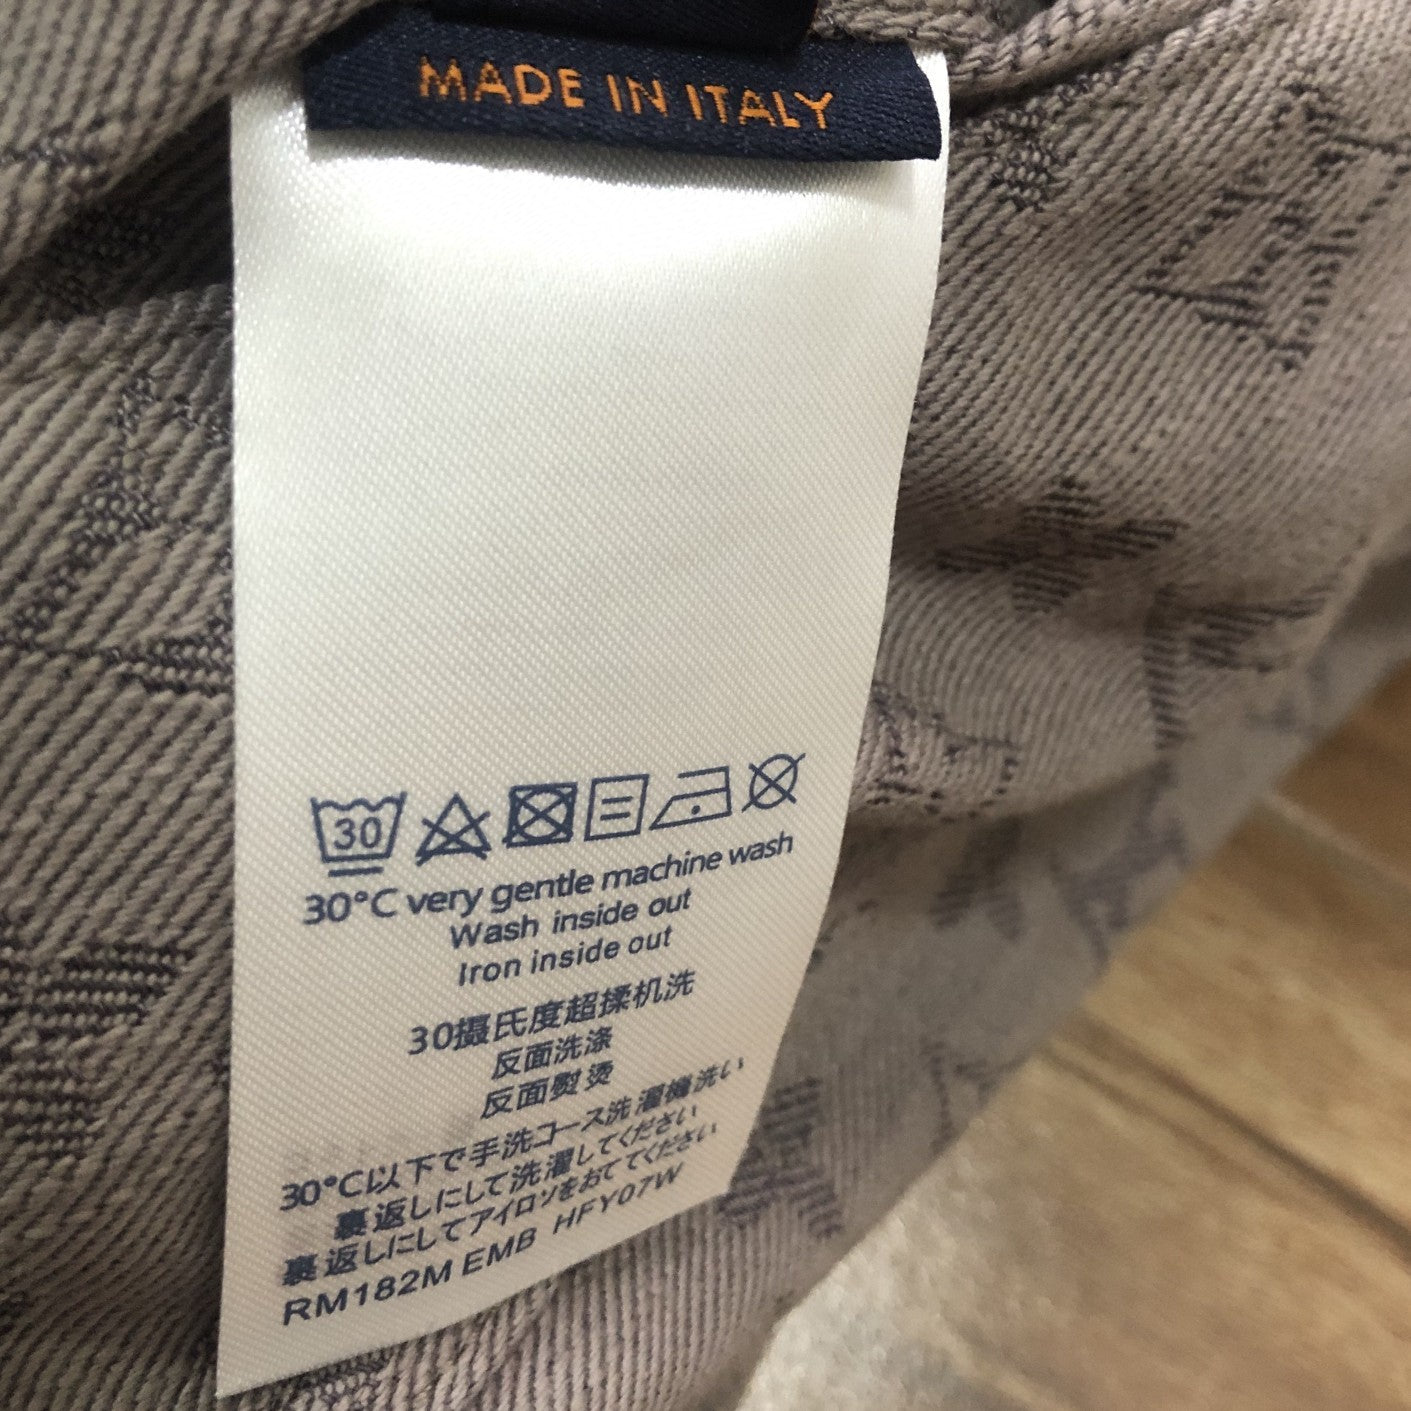 MADE IN ITALY
30
30°C very gentle machine wash
Wash inside out
Iron inside out
30摄氏度超揉机洗
反面洗涤
反面熨烫
30°C以下で手洗コース洗濯機洗い
裏返しにして洗濯してください
裏返しにしてアイロンをおててください
RM182M EMB HFY07W